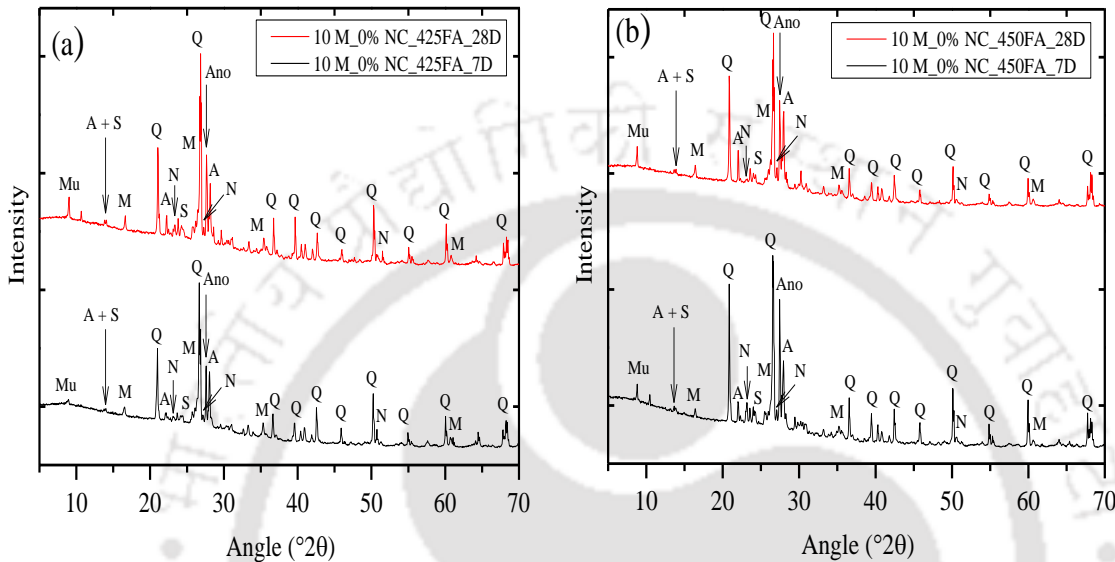 (a)
10 M_0% NC_425FA_28D
10 M_0% NC_425FA_7D
Intensity
Mu
A + S
M
Q
A
N
S
M
Q
Ano
A
N
M
Q
Q
Q
Q
Q
N
Q
Q
M
Q
Mu
A + S
M
Q
A
N
S
M
Q
Ano
A
N
M
Q
Q
Q
Q
Q
N
Q
Q
M
Q
10 20 30 40 50 60 70
Angle (°2θ)
(b)
10 M_0% NC_450FA_28D
10 M_0% NC_450FA_7D
Intensity
Mu
A + S
M
Q
A
N
S
M
Q
Ano
A
N
M
Q
Q
Q
Q
Q
N
Q
Q
M
Q
Mu
A + S
M
Q
A
N
S
M
Q
Ano
A
N
M
Q
Q
Q
Q
Q
N
Q
Q
M
Q
10 20 30 40 50 60 70
Angle (°2θ)